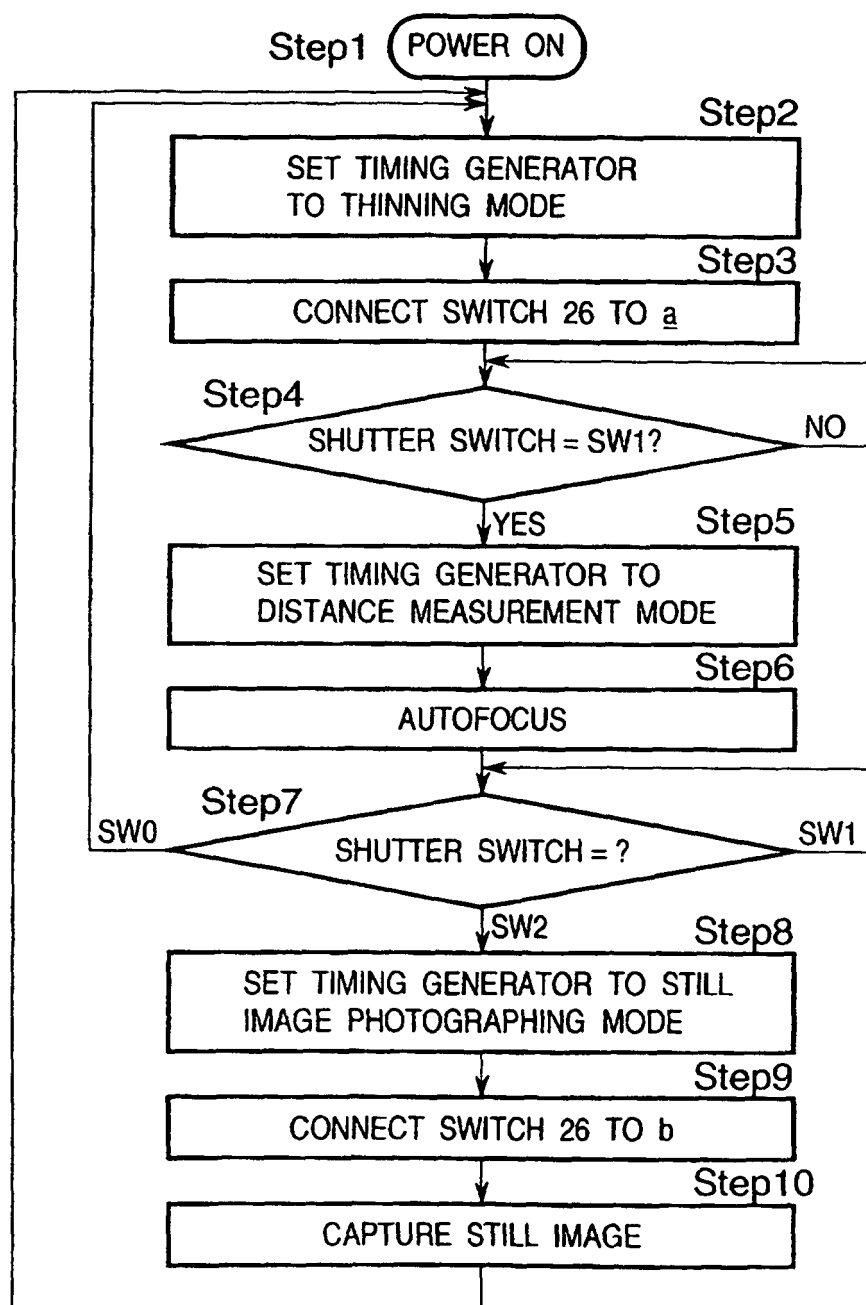 Step1
POWER ON
Step2
SET TIMING GENERATOR
TO THINNING MODE
Step3
CONNECT SWITCH 26 TO a
Step4
SHUTTER SWITCH = SW1?
NO
YES
Step5
SET TIMING GENERATOR TO
DISTANCE MEASUREMENT MODE
Step6
AUTOFOCUS
Step7
SW0
SHUTTER SWITCH = ?
SW1
SW2
Step8
SET TIMING GENERATOR TO STILL
IMAGE PHOTOGRAPHING MODE
Step9
CONNECT SWITCH 26 TO b
Step10
CAPTURE STILL IMAGE